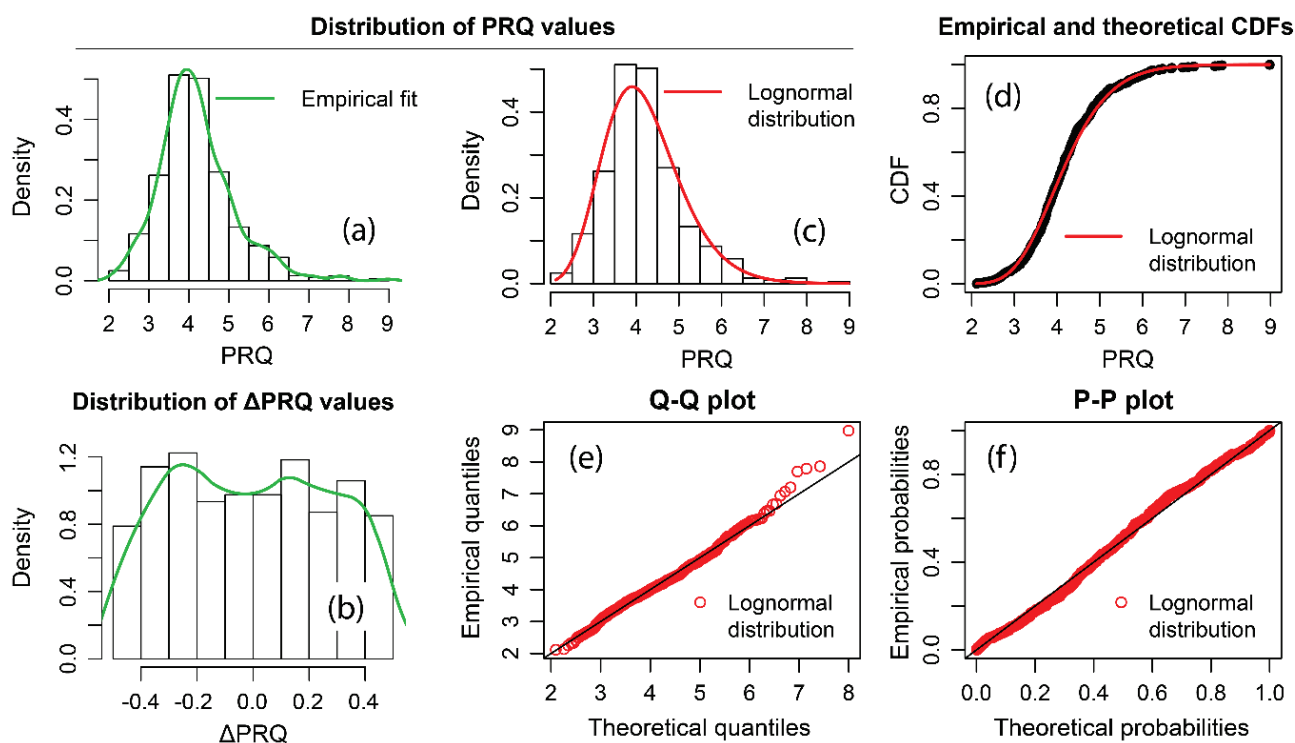 Distribution of PRQ values
Empirical and theoretical CDFs
Density
0.0
0.2
0.4
Empirical fit
(a)
2 3 4 5 6 7 8 9
PRQ
Density
0.0
0.2
0.4
Lognormal
distribution
(c)
2 3 4 5 6 7 8 9
PRQ
CDF
0.0
0.4
0.8
(d)
Lognormal
distribution
2 3 4 5 6 7 8 9
PRQ
Distribution of ΔPRQ values
Density
0.0
0.4
0.8
1.2
(b)
-0.4 -0.2 0.0 0.2 0.4
ΔPRQ
Q-Q plot
Empirical quantiles
2
3
4
5
6
7
8
9
(e)
Lognormal
distribution
2 3 4 5 6 7 8
Theoretical quantiles
P-P plot
Empirical probabilities
0.0
0.4
0.8
(f)
Lognormal
distribution
0.0 0.2 0.4 0.6 0.8 1.0
Theoretical probabilities